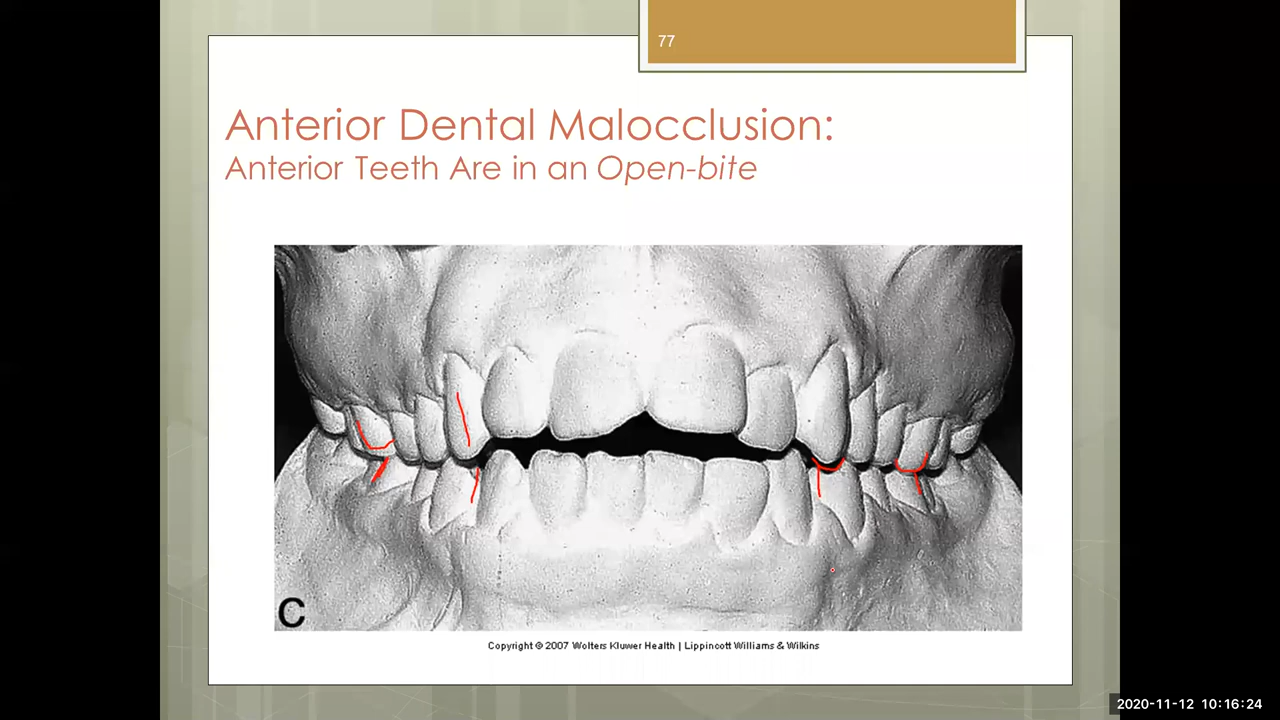 77
Anterior Dental Malocclusion:
Anterior Teeth Are in an Open-bite
C
Copyright © 2007 Wolters Kluwer Health | Lippincott Williams & Wilkins
2020-11-12 10:16:24